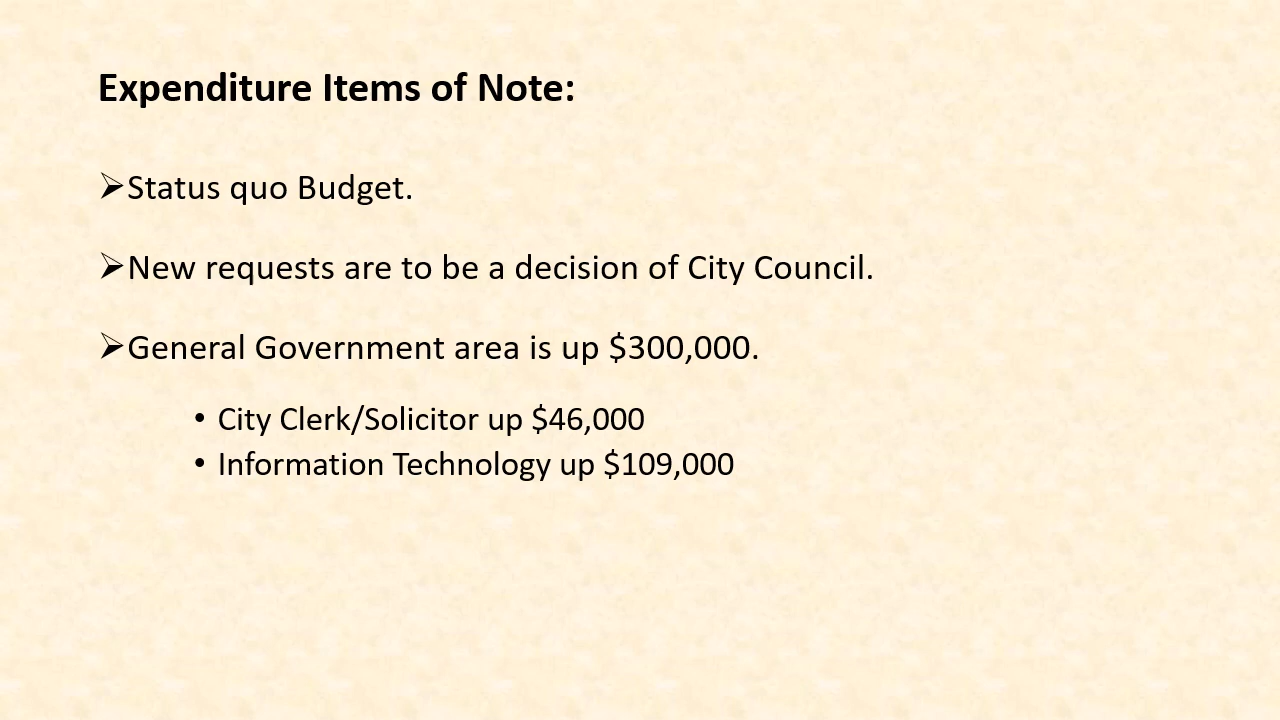 Expenditure Items of Note:
➢Status quo Budget.
➢New requests are to be a decision of City Council.
➢General Government area is up $300,000.
• City Clerk/Solicitor up $46,000
• Information Technology up $109,000